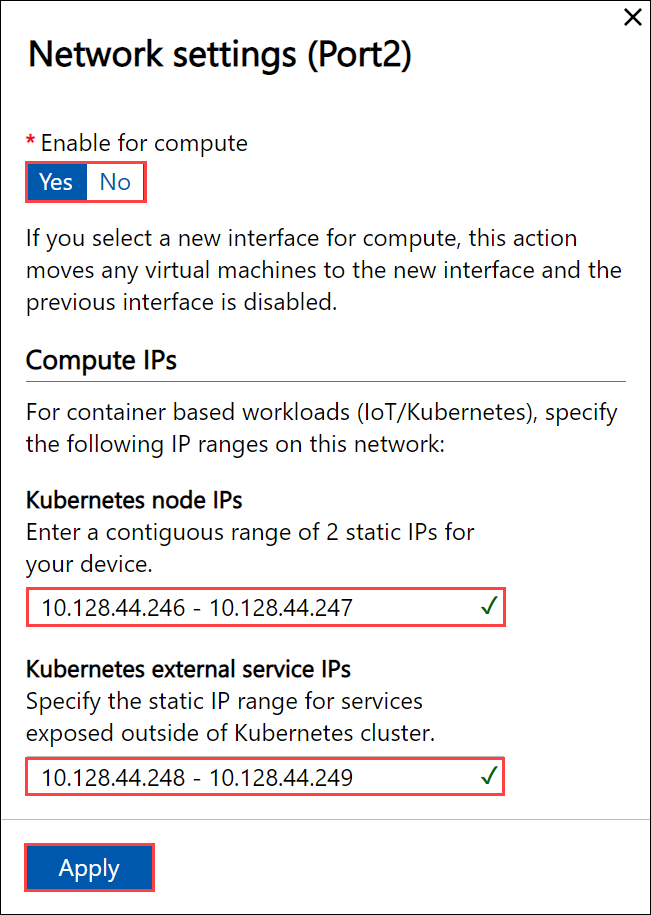 Network settings (Port2)
* Enable for compute
Yes No
If you select a new interface for compute, this action
moves any virtual machines to the new interface and the
previous interface is disabled.
Compute IPs
For container based workloads (IoT/Kubernetes), specify
the following IP ranges on this network:
Kubernetes node IPs
Enter a contiguous range of 2 static IPs for
your device.
10.128.44.246 - 10.128.44.247
Kubernetes external service IPs
Specify the static IP range for services
exposed outside of Kubernetes cluster.
10.128.44.248 - 10.128.44.249
Apply